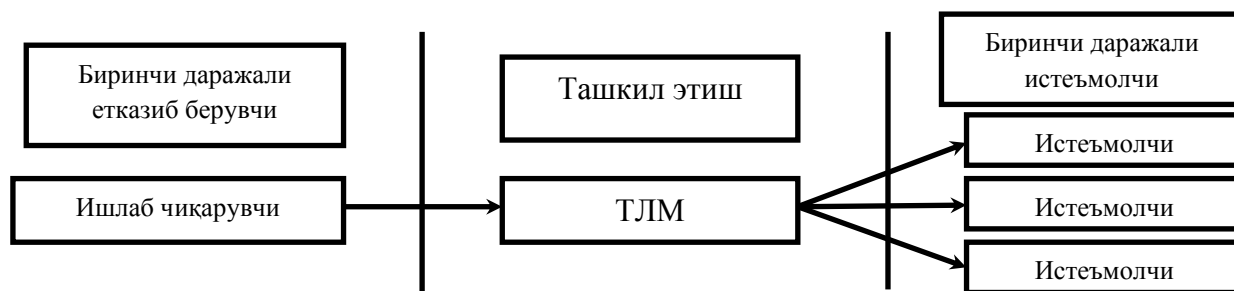 Биринчи даражали
етказиб берувчи
Ташкил этиш
Биринчи даражали
истеъмолчи
Ишлаб чиқарувчи
ТЛМ
Истеъмолчи
Истеъмолчи
Истеъмолчи